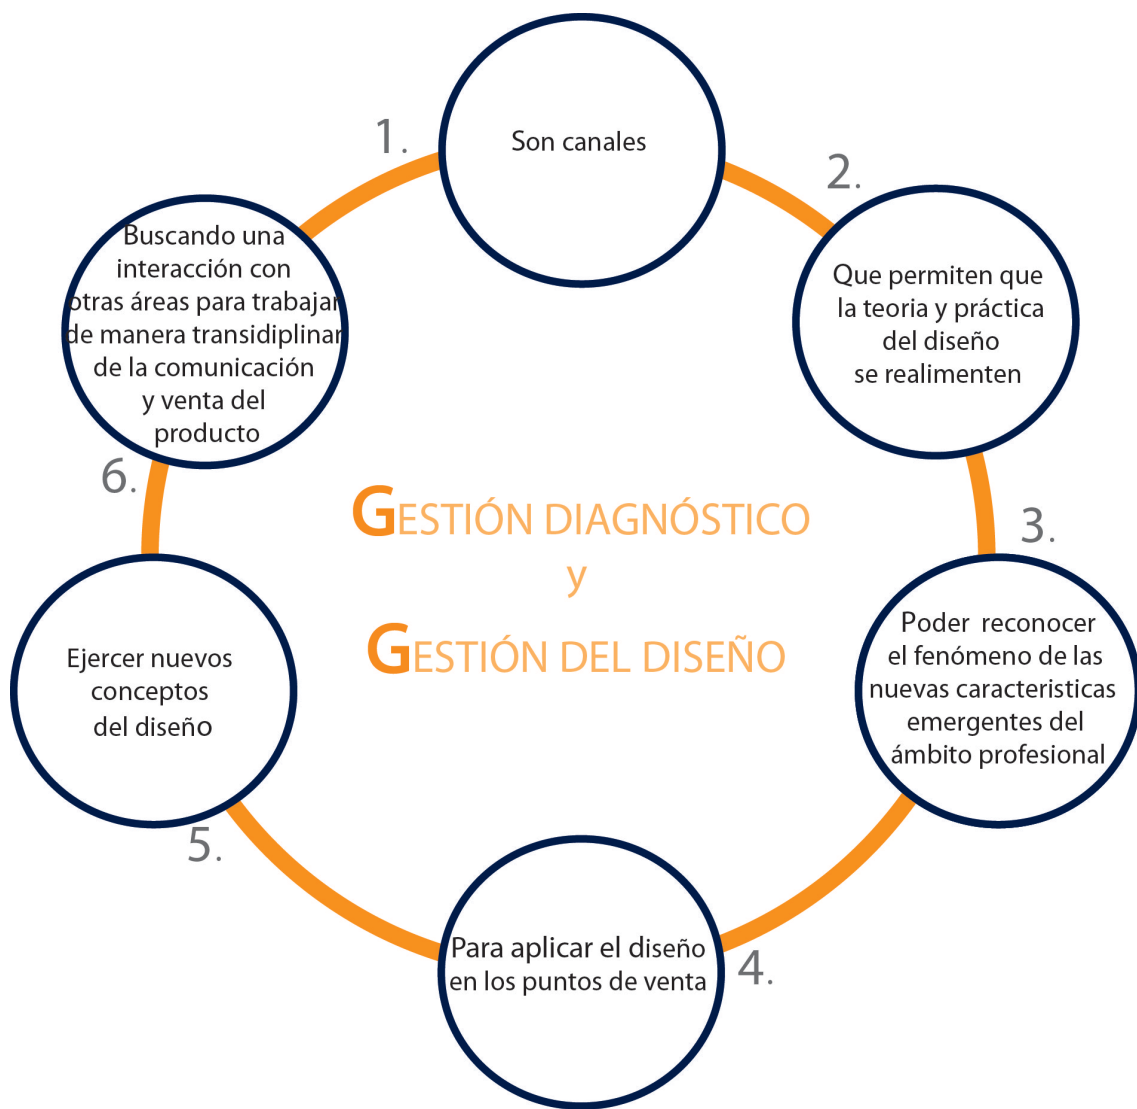 1.
Son canales
2.
Que permiten que
la teoria y práctica
del diseño
se realimenten
3.
Poder reconocer
el fenómeno de las
nuevas caracteristicas
emergentes del
ámbito profesional
4.
Para aplicar el diseño
en los puntos de venta
5.
Ejercer nuevos
conceptos
del diseño
6.
Buscando una
interacción con
otras áreas para trabajar
de manera transidiplinar
de la comunicación
y venta del
producto
GESTIÓN DIAGNÓSTICO
y
GESTIÓN DEL DISEÑO